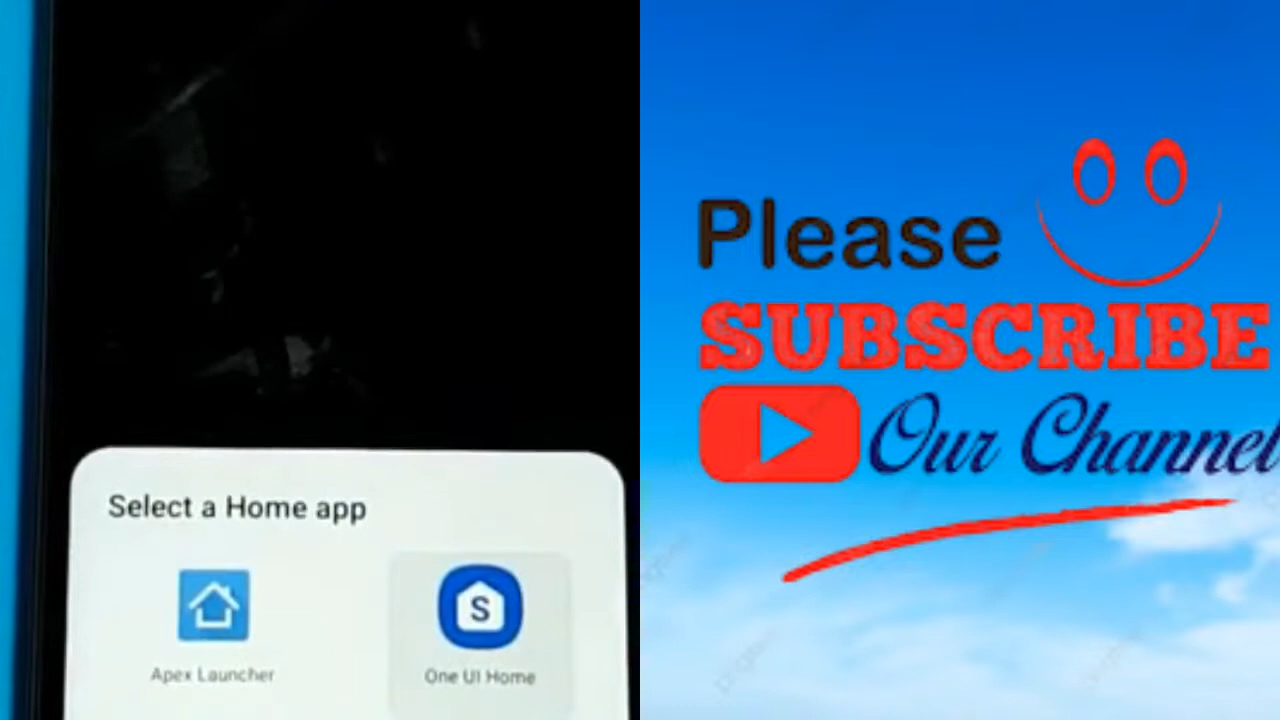 Select a Home app
S
Apex Launcher
One UI Home
Please
SUBSCRIBE
Our Channel